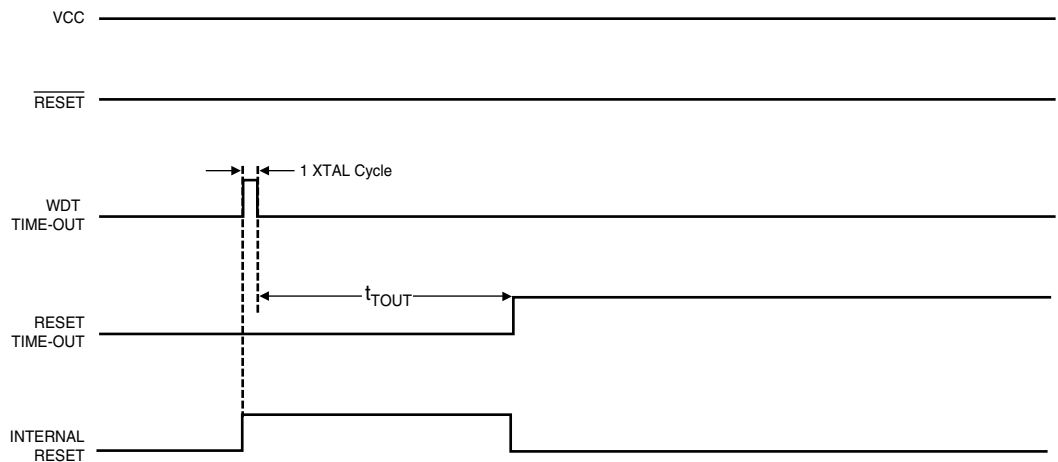 VCC
RESET
1 XTAL Cycle
WDT
TIME-OUT
tTOUT
RESET
TIME-OUT
INTERNAL
RESET